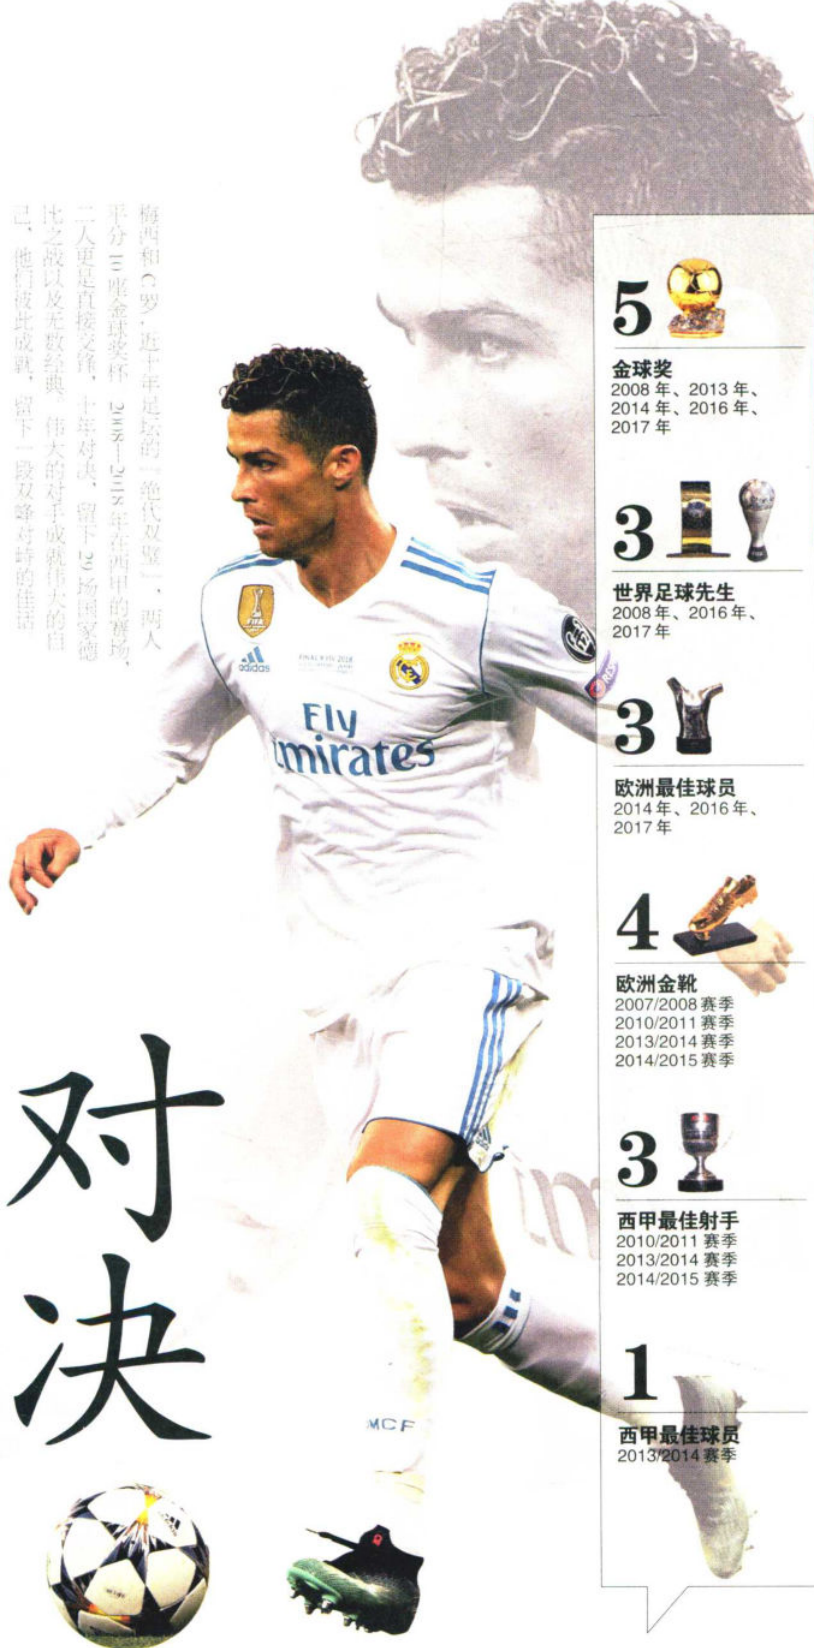 梅西和C罗,近十年足坛的“绝代双璧”,两人
平分10座金球奖杯 2008—2018年在西甲的赛场,
二人更是直接交锋,十年对决,留下29场国家德
比之战以及无数经典。伟大的对手成就伟大的自
己,他们彼此成就,留下一段双峰对峙的佳话
对
决
FIFA
adidas
FINAL KYIV 2018
Fly
Emirates
RES
MCF
5
金球奖
2008年、2013年、
2014年、2016年、
2017年
3
世界足球先生
2008年、2016年、
2017年
3
欧洲最佳球员
2014年、2016年、
2017年
4
欧洲金靴
2007/2008赛季
2010/2011赛季
2013/2014赛季
2014/2015赛季
3
西甲最佳射手
2010/2011赛季
2013/2014赛季
2014/2015赛季
1
西甲最佳球员
2013/2014赛季